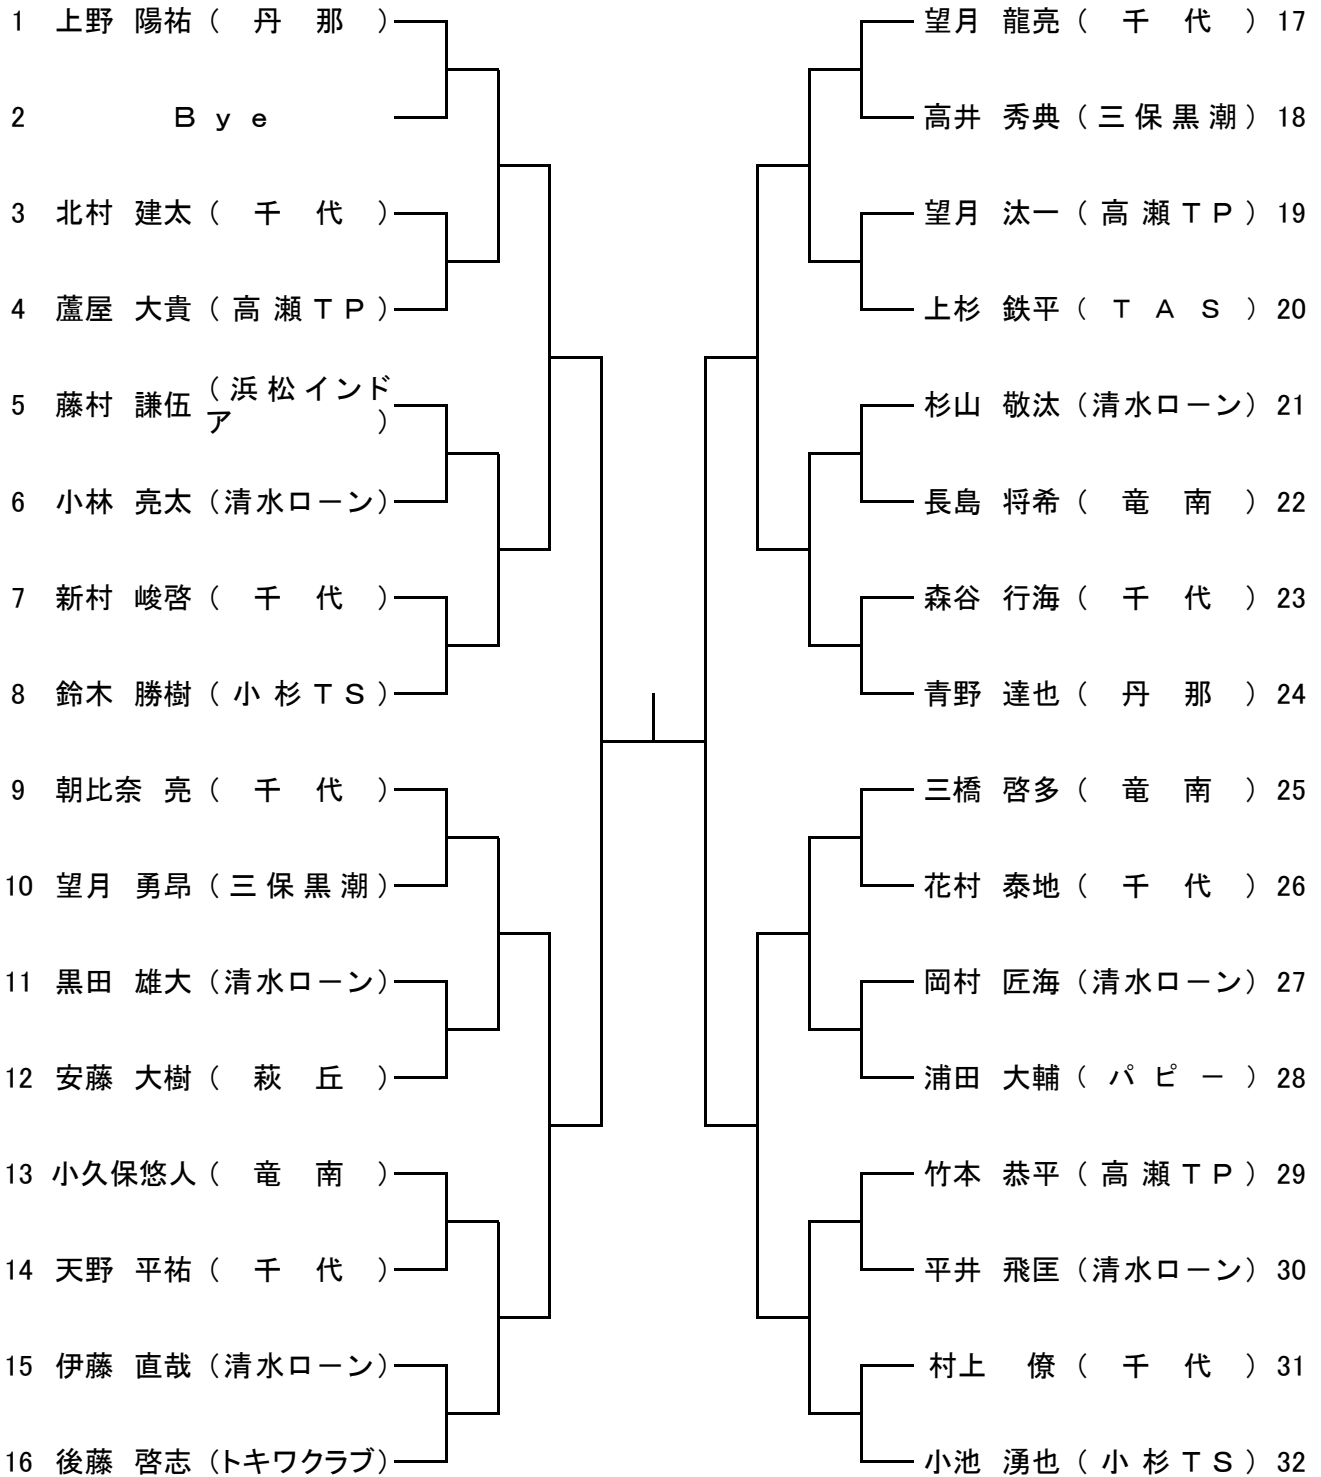 1 上野 陽祐 ( 丹 那 )
2 Ｂｙｅ
3 北村 建太 ( 千 代 )
4 蘆屋 大貴 ( 高 瀬 Ｔ Ｐ )
5 藤村 謙伍 ( 浜 松 インド
ア )
6 小林 亮太 (清水ローン)
7 新村 峻啓 ( 千 代 )
8 鈴木 勝樹 ( 小 杉 Ｔ Ｓ )
9 朝比奈 亮 ( 千 代 )
10 望月 勇昂 ( 三 保 黒 潮 )
11 黒田 雄大 (清水ローン)
12 安藤 大樹 ( 萩 丘 )
13 小久保悠人 ( 竜 南 )
14 天野 平祐 ( 千 代 )
15 伊藤 直哉 (清水ローン)
16 後藤 啓志 (トキワクラブ)
望月 龍亮 ( 千 代 ) 17
高井 秀典 ( 三 保 黒 潮 ) 18
望月 汰一 ( 高 瀬 Ｔ Ｐ ) 19
上杉 鉄平 ( Ｔ Ａ Ｓ ) 20
杉山 敬汰 (清水ローン) 21
長島 将希 ( 竜 南 ) 22
森谷 行海 ( 千 代 ) 23
青野 達也 ( 丹 那 ) 24
三橋 啓多 ( 竜 南 ) 25
花村 泰地 ( 千 代 ) 26
岡村 匠海 (清水ローン) 27
浦田 大輔 ( パ ピ ー ) 28
竹本 恭平 ( 高 瀬 Ｔ Ｐ ) 29
平井 飛匡 (清水ローン) 30
村上 僚 ( 千 代 ) 31
小池 湧也 ( 小 杉 Ｔ Ｓ ) 32